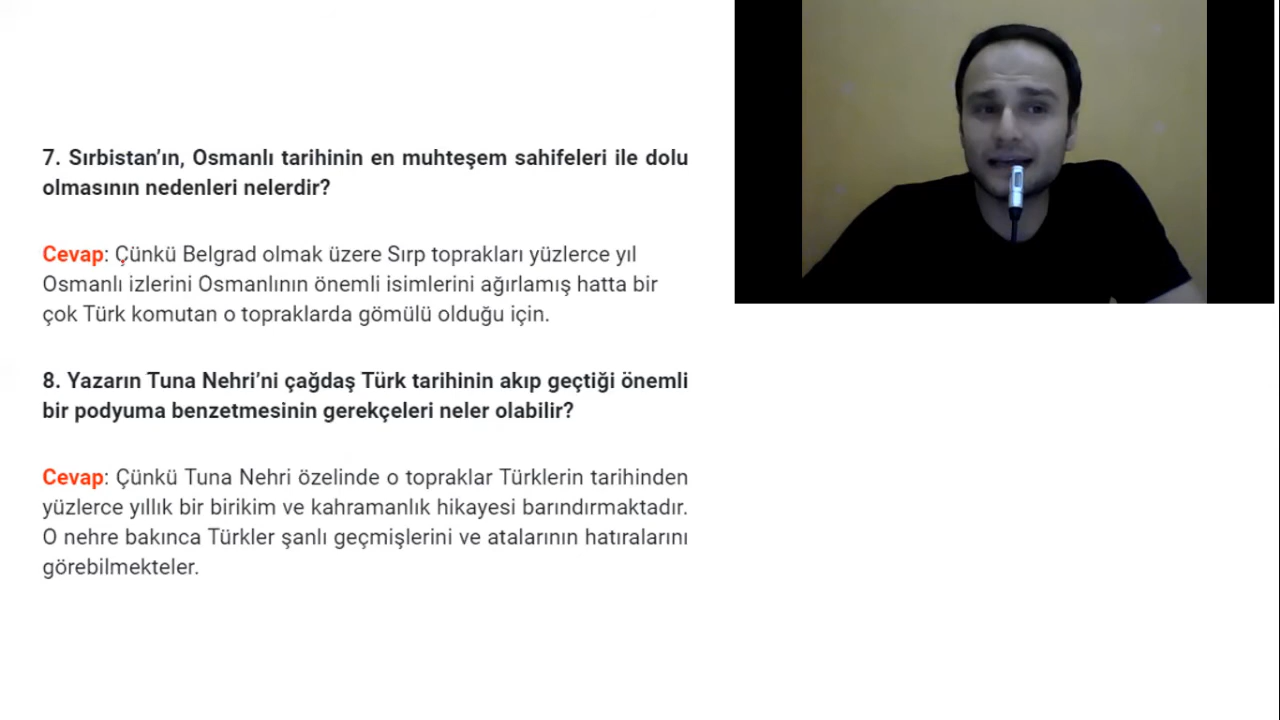 7. Sırbistan’ın, Osmanlı tarihinin en muhteşem sahifeleri ile dolu
olmasının nedenleri nelerdir?
Cevap: Çünkü Belgrad olmak üzere Sırp toprakları yüzlerce yıl
Osmanlı izlerini Osmanlının önemli isimlerini ağırlamış hatta bir
çok Türk komutan o topraklarda gömülü olduğu için.
8. Yazarın Tuna Nehri’ni çağdaş Türk tarihinin akıp geçtiği önemli
bir podyuma benzetmesinin gerekçeleri neler olabilir?
Cevap: Çünkü Tuna Nehri özelinde o topraklar Türklerin tarihinden
yüzlerce yıllık bir birikim ve kahramanlık hikayesi barındırmaktadır.
O nehre bakınca Türkler şanlı geçmişlerini ve atalarının hatıralarını
görebilmekteler.